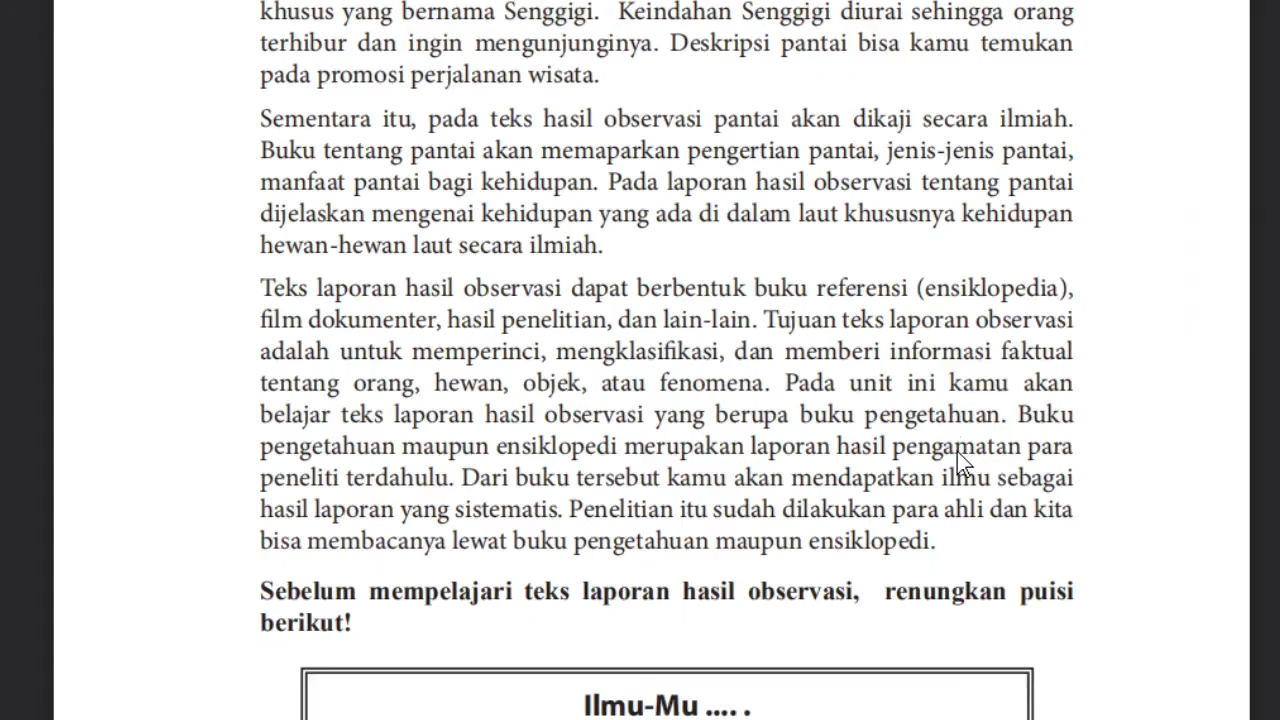 khusus yang bernama Senggigi. Keindahan Senggigi diurai sehingga orang
terhibur dan ingin mengunjunginya. Deskripsi pantai bisa kamu temukan
pada promosi perjalanan wisata.
Sementara itu, pada teks hasil observasi pantai akan dikaji secara ilmiah.
Buku tentang pantai akan memaparkan pengertian pantai, jenis-jenis pantai,
manfaat pantai bagi kehidupan. Pada laporan hasil observasi tentang pantai
dijelaskan mengenai kehidupan yang ada di dalam laut khususnya kehidupan
hewan-hewan laut secara ilmiah.
Teks laporan hasil observasi dapat berbentuk buku referensi (ensiklopedia),
film dokumenter, hasil penelitian, dan lain-lain. Tujuan teks laporan observasi
adalah untuk memperinci, mengklasifikasi, dan memberi informasi faktual
tentang orang, hewan, objek, atau fenomena. Pada unit ini kamu akan
belajar teks laporan hasil observasi yang berupa buku pengetahuan. Buku
pengetahuan maupun ensiklopedi merupakan laporan hasil pengamatan para
peneliti terdahulu. Dari buku tersebut kamu akan mendapatkan ilmu sebagai
hasil laporan yang sistematis. Penelitian itu sudah dilakukan para ahli dan kita
bisa membacanya lewat buku pengetahuan maupun ensiklopedi.
Sebelum mempelajari teks laporan hasil observasi, renungkan puisi
berikut!
Ilmu-Mu .... .